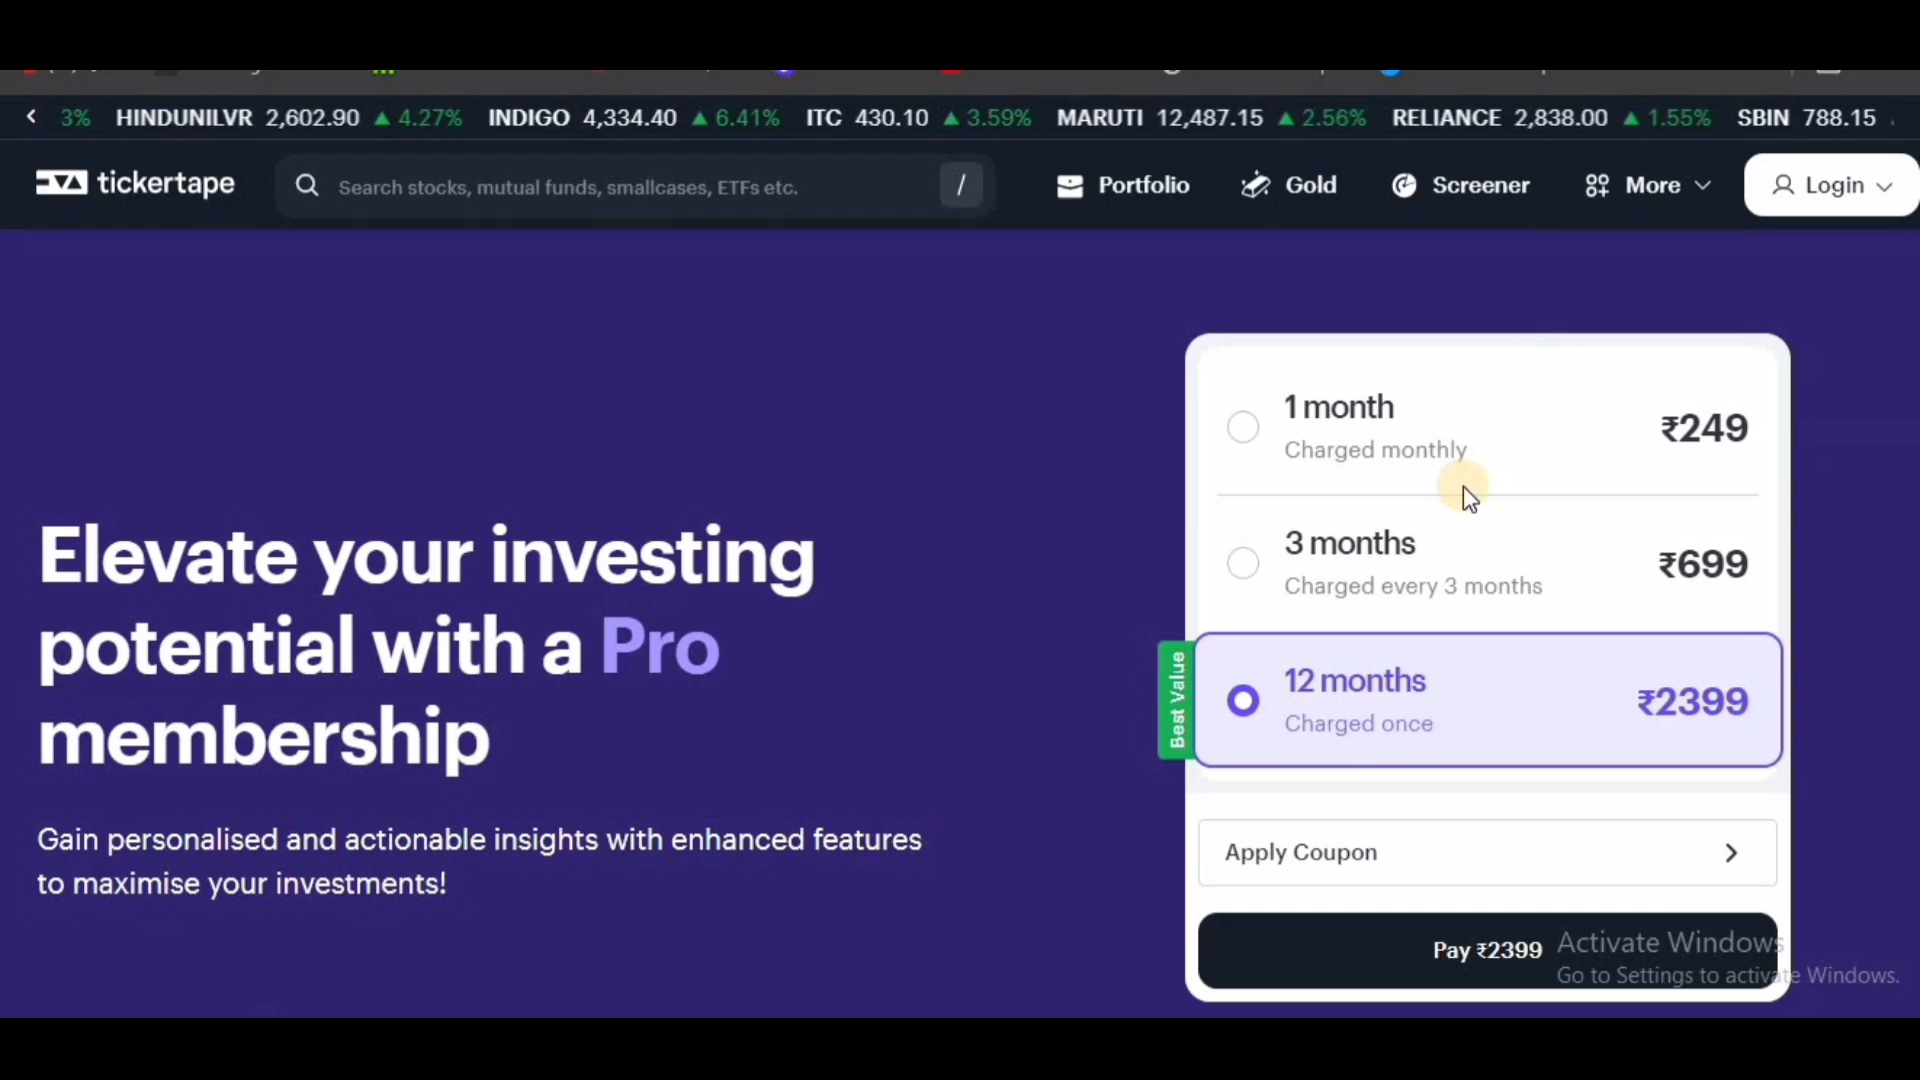 3% HINDUNILVR 2,602.90 ▲ 4.27% INDIGO 4,334.40 ▲ 6.41% ITC 430.10 ▲ 3.59% MARUTI 12,487.15 ▲ 2.56% RELIANCE 2,838.00 ▲ 1.55% SBIN 788.15
tickertape
Search stocks, mutual funds, smallcases, ETFs etc. /
Portfolio
Gold
Screener
More
Login
Elevate your investing
potential with a Pro
membership
Gain personalised and actionable insights with enhanced features
to maximise your investments!
1 month
Charged monthly
₹249
3 months
Charged every 3 months
₹699
Best Value
12 months
Charged once
₹2399
Apply Coupon
Pay ₹2399
Activate Windows
Go to Settings to activate Windows.